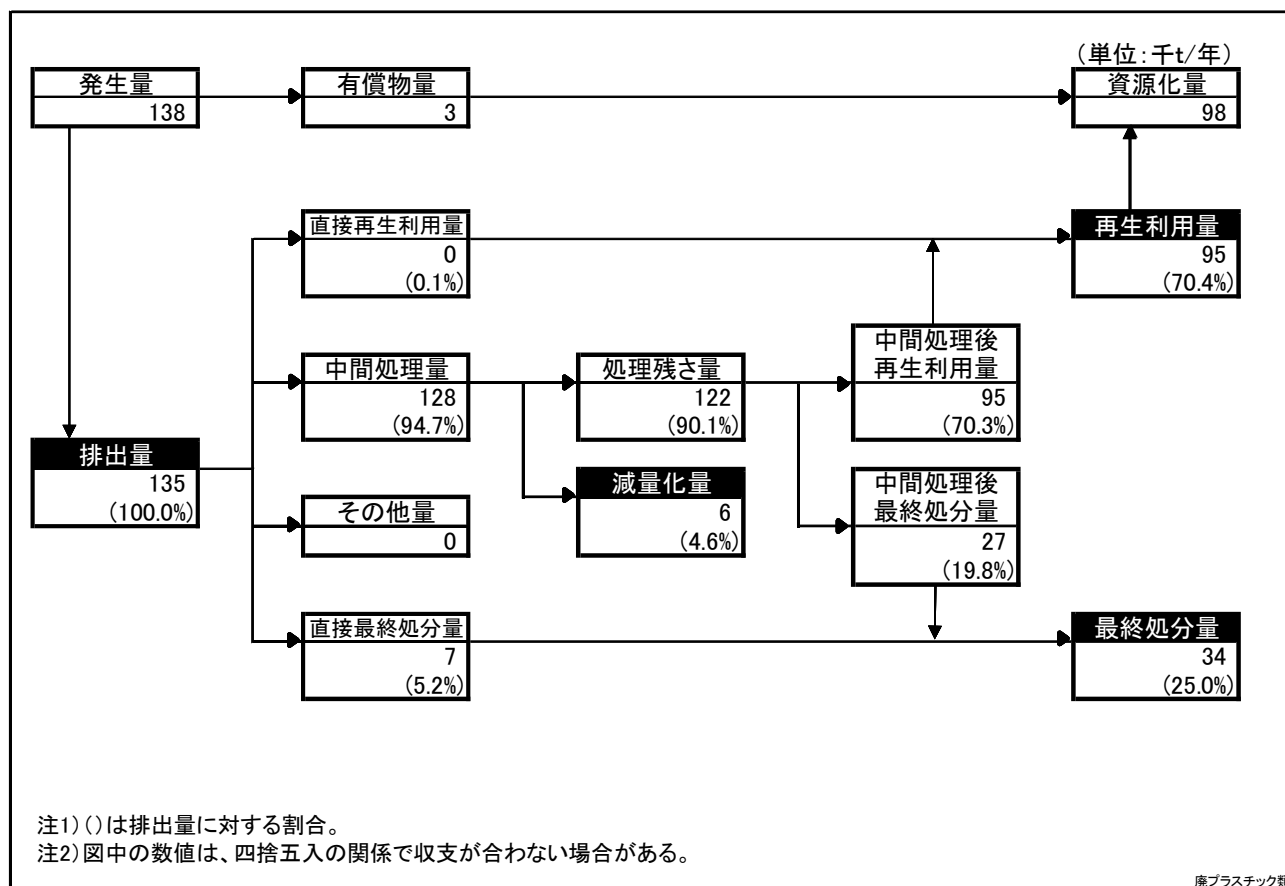 (単位:千t/年)
発生量
138
有償物量
3
資源化量
98
直接再生利用量
0
(0.1%)
再生利用量
95
(70.4%)
中間処理量
128
(94.7%)
処理残さ量
122
(90.1%)
中間処理後
再生利用量
95
(70.3%)
排出量
135
(100.0%)
減量化量
6
(4.6%)
中間処理後
最終処分量
27
(19.8%)
その他量
0
直接最終処分量
7
(5.2%)
最終処分量
34
(25.0%)
注1)()は排出量に対する割合。
注2)図中の数値は、四捨五入の関係で収支が合わない場合がある。
廃プラスチック類